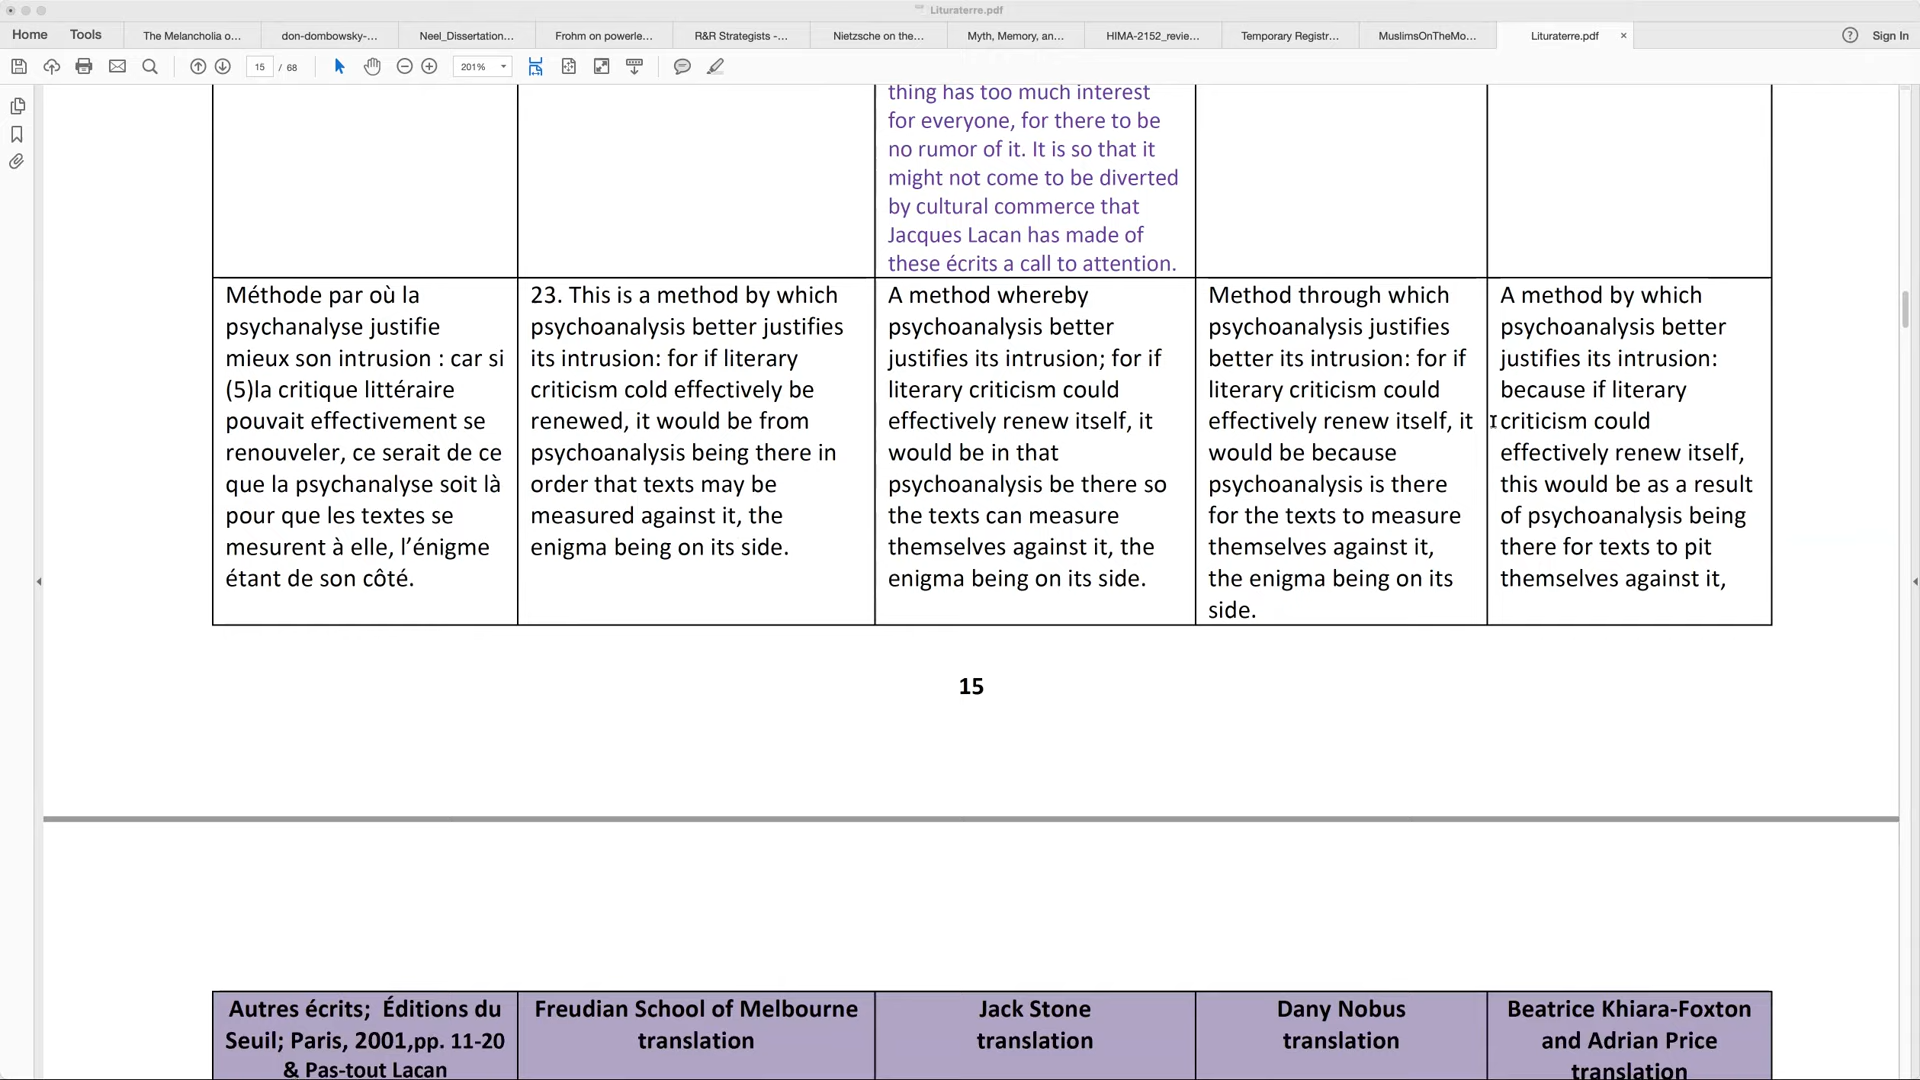 Lituraterre.pdf
Home
Tools
The Melancholia o...
don-dombowsky-...
Neel_Dissertation...
Frohm on powerle...
R&R Strategists -...
Nietzsche on the...
Myth, Memory, an...
HIMA-2152_revie...
Temporary Registr...
MuslimsOnTheMo...
Lituraterre.pdf
×
?
Sign In
15 / 68
201%
thing has too much interest
for everyone, for there to be
no rumor of it. It is so that it
might not come to be diverted
by cultural commerce that
Jacques Lacan has made of
these écrits a call to attention.
Méthode par où la
psychanalyse justifie
mieux son intrusion : car si
(5)la critique littéraire
pouvait effectivement se
renouveler, ce serait de ce
que la psychanalyse soit là
pour que les textes se
mesurent à elle, l’énigme
étant de son côté.
23. This is a method by which
psychoanalysis better justifies
its intrusion: for if literary
criticism cold effectively be
renewed, it would be from
psychoanalysis being there in
order that texts may be
measured against it, the
enigma being on its side.
A method whereby
psychoanalysis better
justifies its intrusion; for if
literary criticism could
effectively renew itself, it
would be in that
psychoanalysis be there so
the texts can measure
themselves against it, the
enigma being on its side.
Method through which
psychoanalysis justifies
better its intrusion: for if
literary criticism could
effectively renew itself, it
would be because
psychoanalysis is there
for the texts to measure
themselves against it,
the enigma being on its
side.
A method by which
psychoanalysis better
justifies its intrusion:
because if literary
criticism could
effectively renew itself,
this would be as a result
of psychoanalysis being
there for texts to pit
themselves against it,
15
Autres écrits;  Éditions du
Seuil; Paris, 2001,pp. 11-20
& Pas-tout Lacan
Freudian School of Melbourne
translation
Jack Stone
translation
Dany Nobus
translation
Beatrice Khiara-Foxton
and Adrian Price
translation